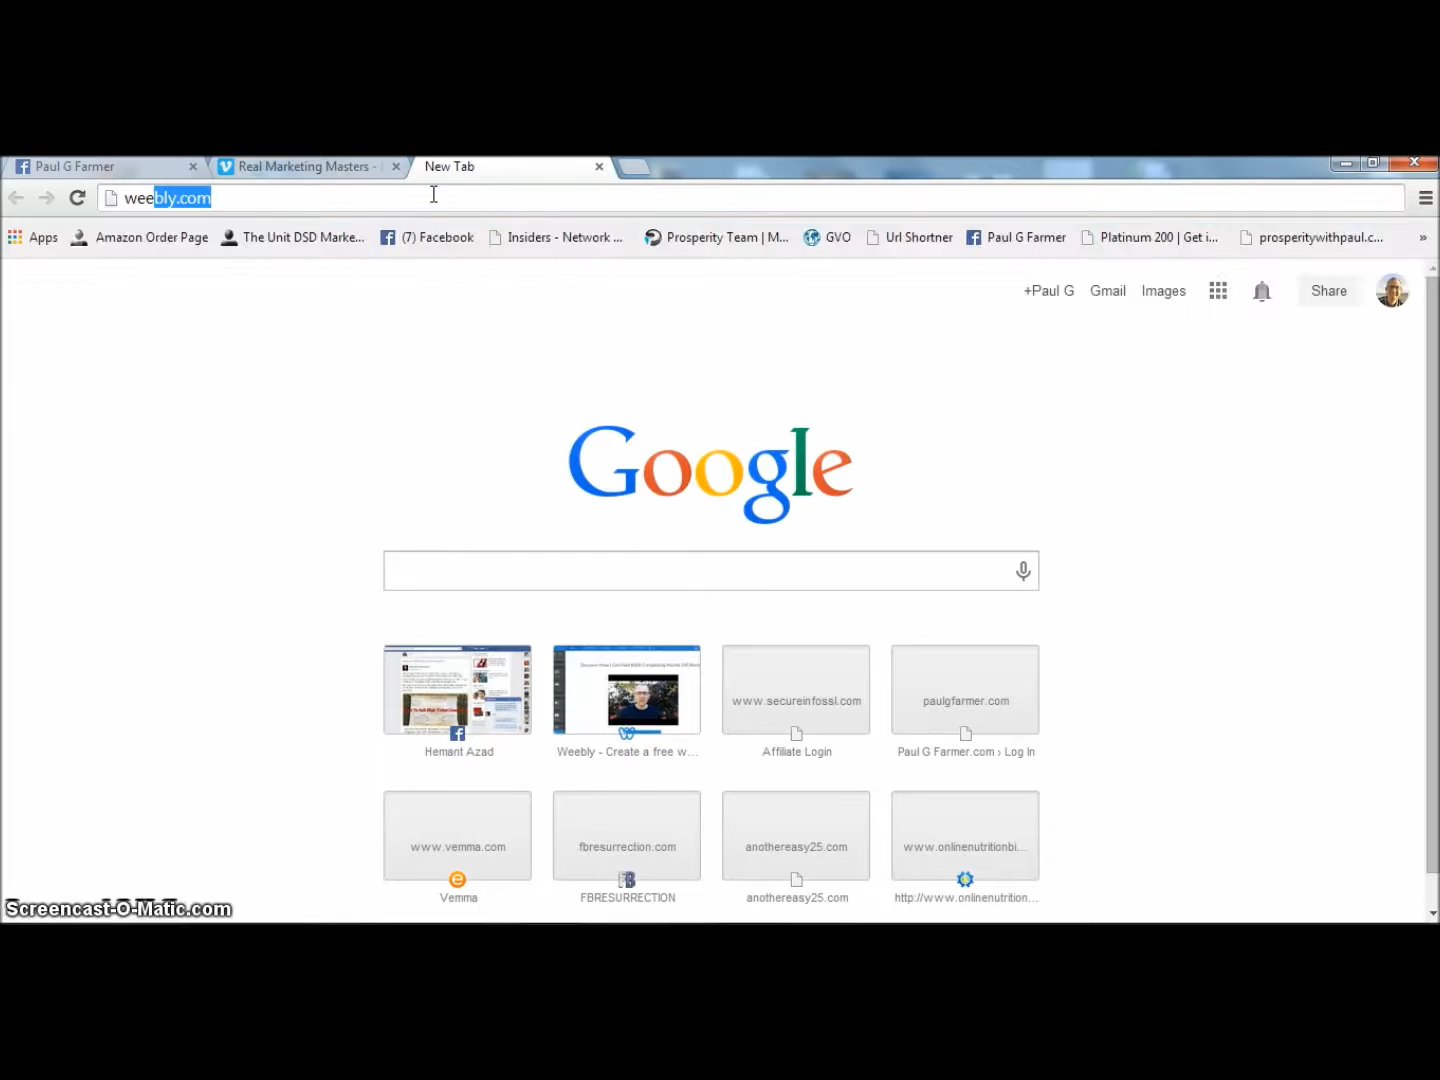 Paul G Farmer
Real Marketing Masters -
New Tab
weebly.com
Apps
Amazon Order Page
The Unit DSD Marke...
(7) Facebook
Insiders - Network ...
Prosperity Team | M...
GVO
Url Shortner
Paul G Farmer
Platinum 200 | Get i...
prosperitywithpaul.c...
»
+Paul G
Gmail
Images
Share
Google
www.secureinfossl.com
paulgfarmer.com
Hemant Azad
Weebly - Create a free w...
Affiliate Login
Paul G Farmer.com › Log In
www.vemma.com
fbresurrection.com
anothereasy25.com
www.onlinenutritionbi...
Vemma
FBRESURRECTION
anothereasy25.com
http://www.onlinenutrition...
Screencast-O-Matic.com